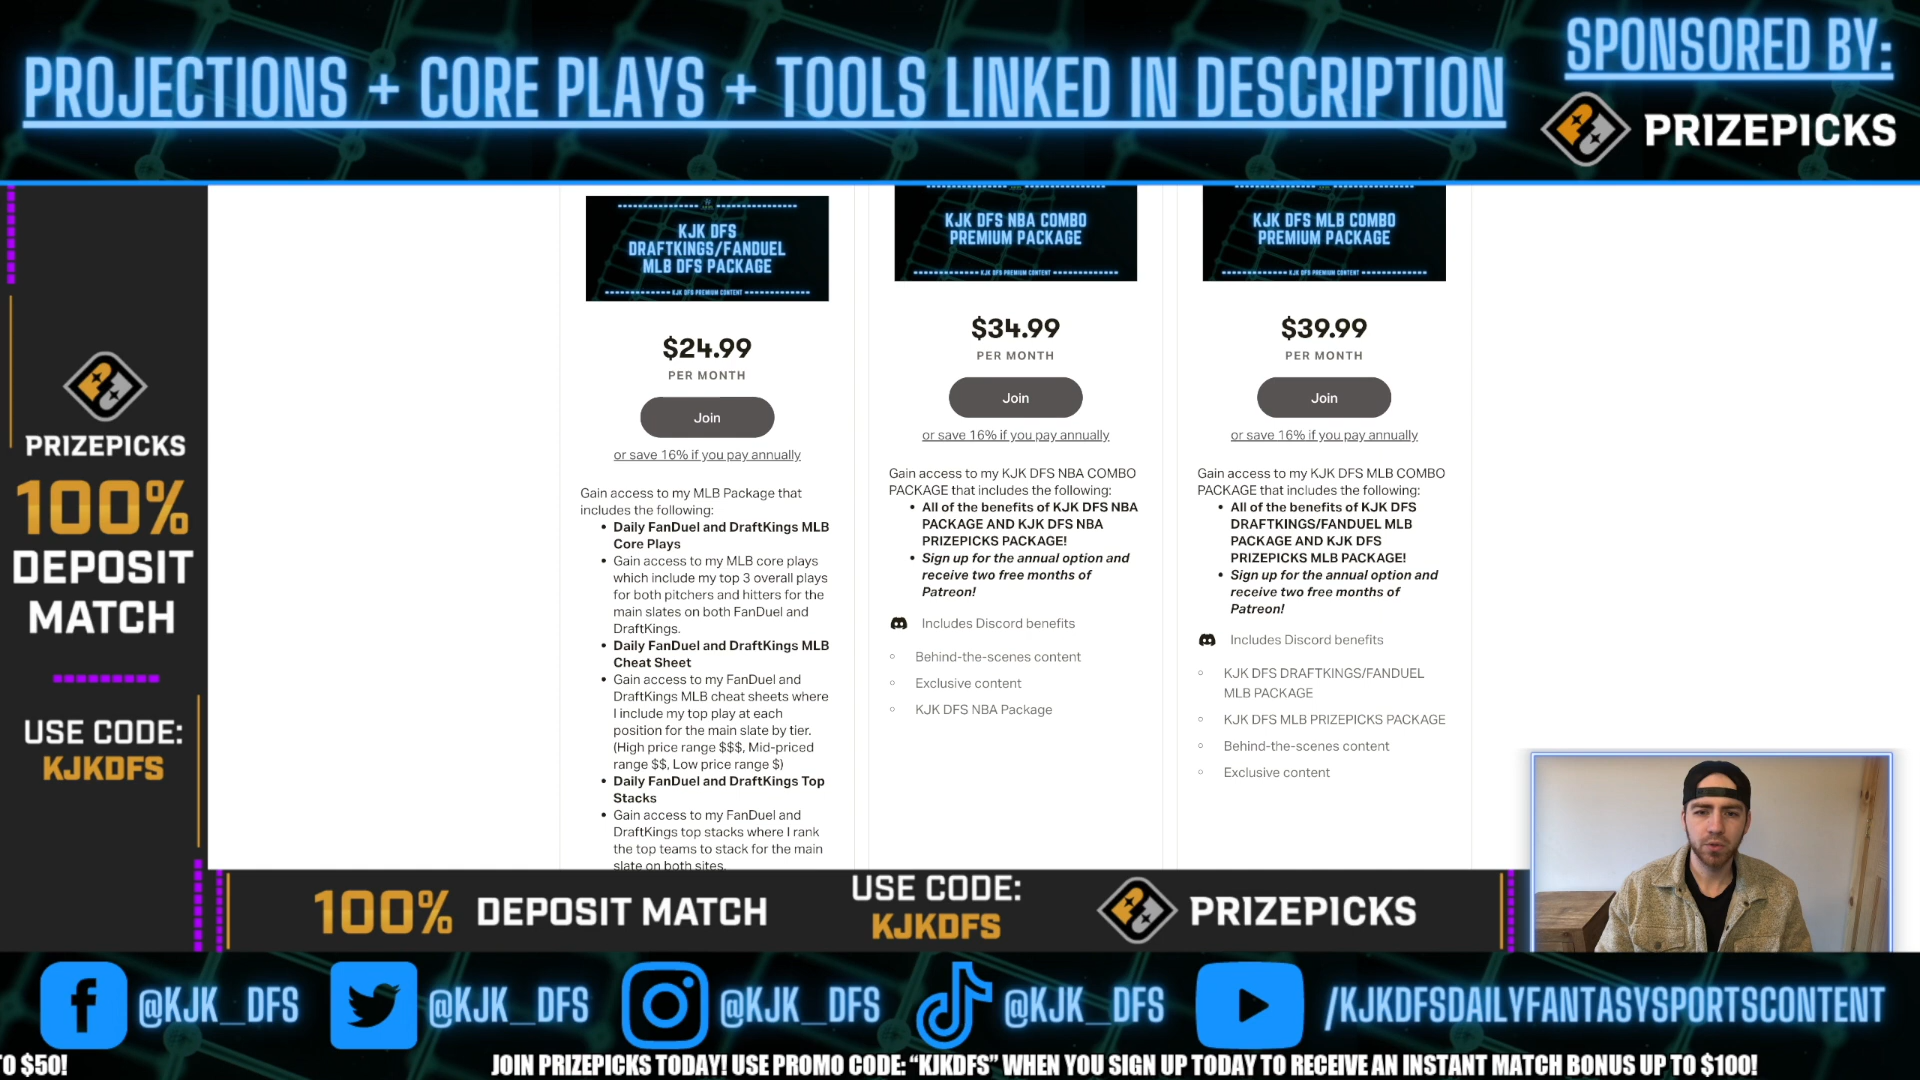 PROJECTIONS + CORE PLAYS + TOOLS LINKED IN DESCRIPTION
SPONSORED BY:
PRIZEPICKS
PRIZEPICKS
100%
DEPOSIT
MATCH
USE CODE:
KJKDFS
KJK DFS
DRAFTKINGS/FANDUEL
MLB DFS PACKAGE
KJK DFS PREMIUM CONTENT
$24.99
PER MONTH
Join
or save 16% if you pay annually
Gain access to my MLB Package that
includes the following:
• Daily FanDuel and DraftKings MLB
Core Plays
• Gain access to my MLB core plays
which include my top 3 overall plays
for both pitchers and hitters for the
main slates on both FanDuel and
DraftKings.
• Daily FanDuel and DraftKings MLB
Cheat Sheet
• Gain access to my FanDuel and
DraftKings MLB cheat sheets where
I include my top play at each
position for the main slate by tier.
(High price range $$$, Mid-priced
range $$, Low price range $)
• Daily FanDuel and DraftKings Top
Stacks
• Gain access to my FanDuel and
DraftKings top stacks where I rank
the top teams to stack for the main
slate on both sites.
KJK DFS NBA COMBO
PREMIUM PACKAGE
KJK DFS PREMIUM CONTENT
$34.99
PER MONTH
Join
or save 16% if you pay annually
Gain access to my KJK DFS NBA COMBO
PACKAGE that includes the following:
• All of the benefits of KJK DFS NBA
PACKAGE AND KJK DFS NBA
PRIZEPICKS PACKAGE!
• Sign up for the annual option and
receive two free months of
Patreon!
Includes Discord benefits
Behind-the-scenes content
Exclusive content
KJK DFS NBA Package
KJK DFS MLB COMBO
PREMIUM PACKAGE
KJK DFS PREMIUM CONTENT
$39.99
PER MONTH
Join
or save 16% if you pay annually
Gain access to my KJK DFS MLB COMBO
PACKAGE that includes the following:
• All of the benefits of KJK DFS
DRAFTKINGS/FANDUEL MLB
PACKAGE AND KJK DFS
PRIZEPICKS MLB PACKAGE!
• Sign up for the annual option and
receive two free months of
Patreon!
Includes Discord benefits
KJK DFS DRAFTKINGS/FANDUEL
MLB PACKAGE
KJK DFS MLB PRIZEPICKS PACKAGE
Behind-the-scenes content
Exclusive content
100% DEPOSIT MATCH
USE CODE:
KJKDFS
PRIZEPICKS
@KJK_DFS
@KJK_DFS
@KJK_DFS
@KJK_DFS
/KJKDFSDAILYFANTASYSPORTSCONTENT
TO $50!
JOIN PRIZEPICKS TODAY! USE PROMO CODE: “KJKDFS” WHEN YOU SIGN UP TODAY TO RECEIVE AN INSTANT MATCH BONUS UP TO $100!